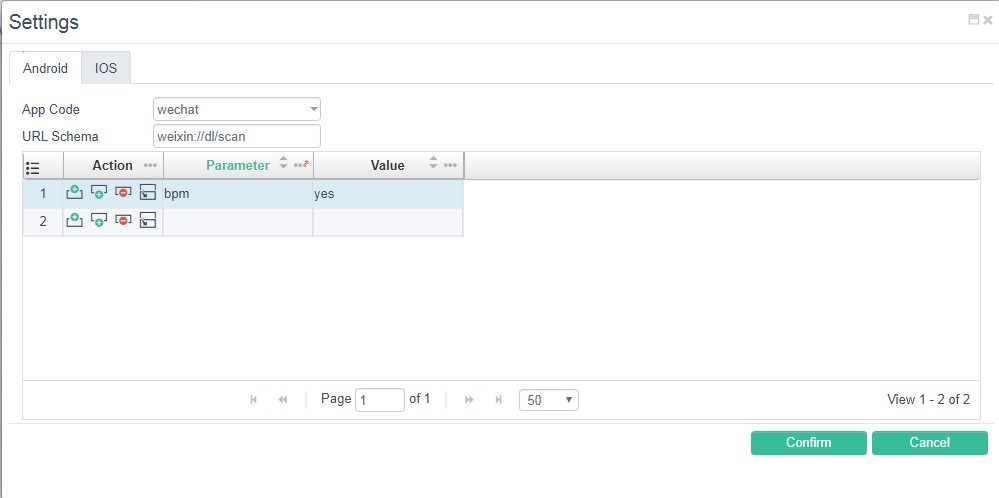 Settings
Android IOS
App Code wechat
URL Schema weixin://dl/scan
Action Parameter * Value
1 bpm yes
2
Page 1 of 1 50 View 1 - 2 of 2
Confirm Cancel